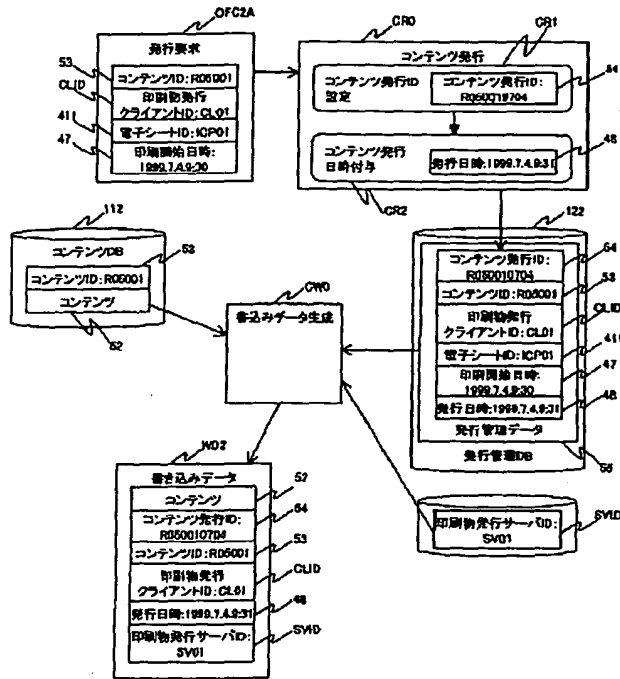 OFC2A
発行要求
53
コンテンツID:R05001
CLID
印刷物発行
クライアントID:CL01
41
電子シートID:ICP01
47
印刷開始日時:
1999.7.4.9:30
CR0
CR1
コンテンツ発行
コンテンツ発行ID
設定
コンテンツ発行ID:
R050010704
54
コンテンツ発行
日時付与
発行日時:1999.7.4.9:31
48
CR2
112
コンテンツDB
53
コンテンツID:R05001
コンテンツ
52
CW0
書込みデータ生成
122
コンテンツ発行ID:
R050010704
54
コンテンツID:R05001
53
印刷物発行
クライアントID:CL01
CLID
電子シートID:ICP01
411
印刷開始日時:
1999.7.4.9:30
47
発行日時:1999.7.4.9:31
48
発行管理データ
発行管理DB
55
印刷物発行サーバID:
SV01
SVID
WD2
書き込みデータ
コンテンツ
52
コンテンツ発行ID:
R050010704
54
コンテンツID:R05001
53
印刷物発行
クライアントID:CL01
CLID
発行日時:1999.7.4.9:31
48
印刷物発行サーバID:
SV01
SVID